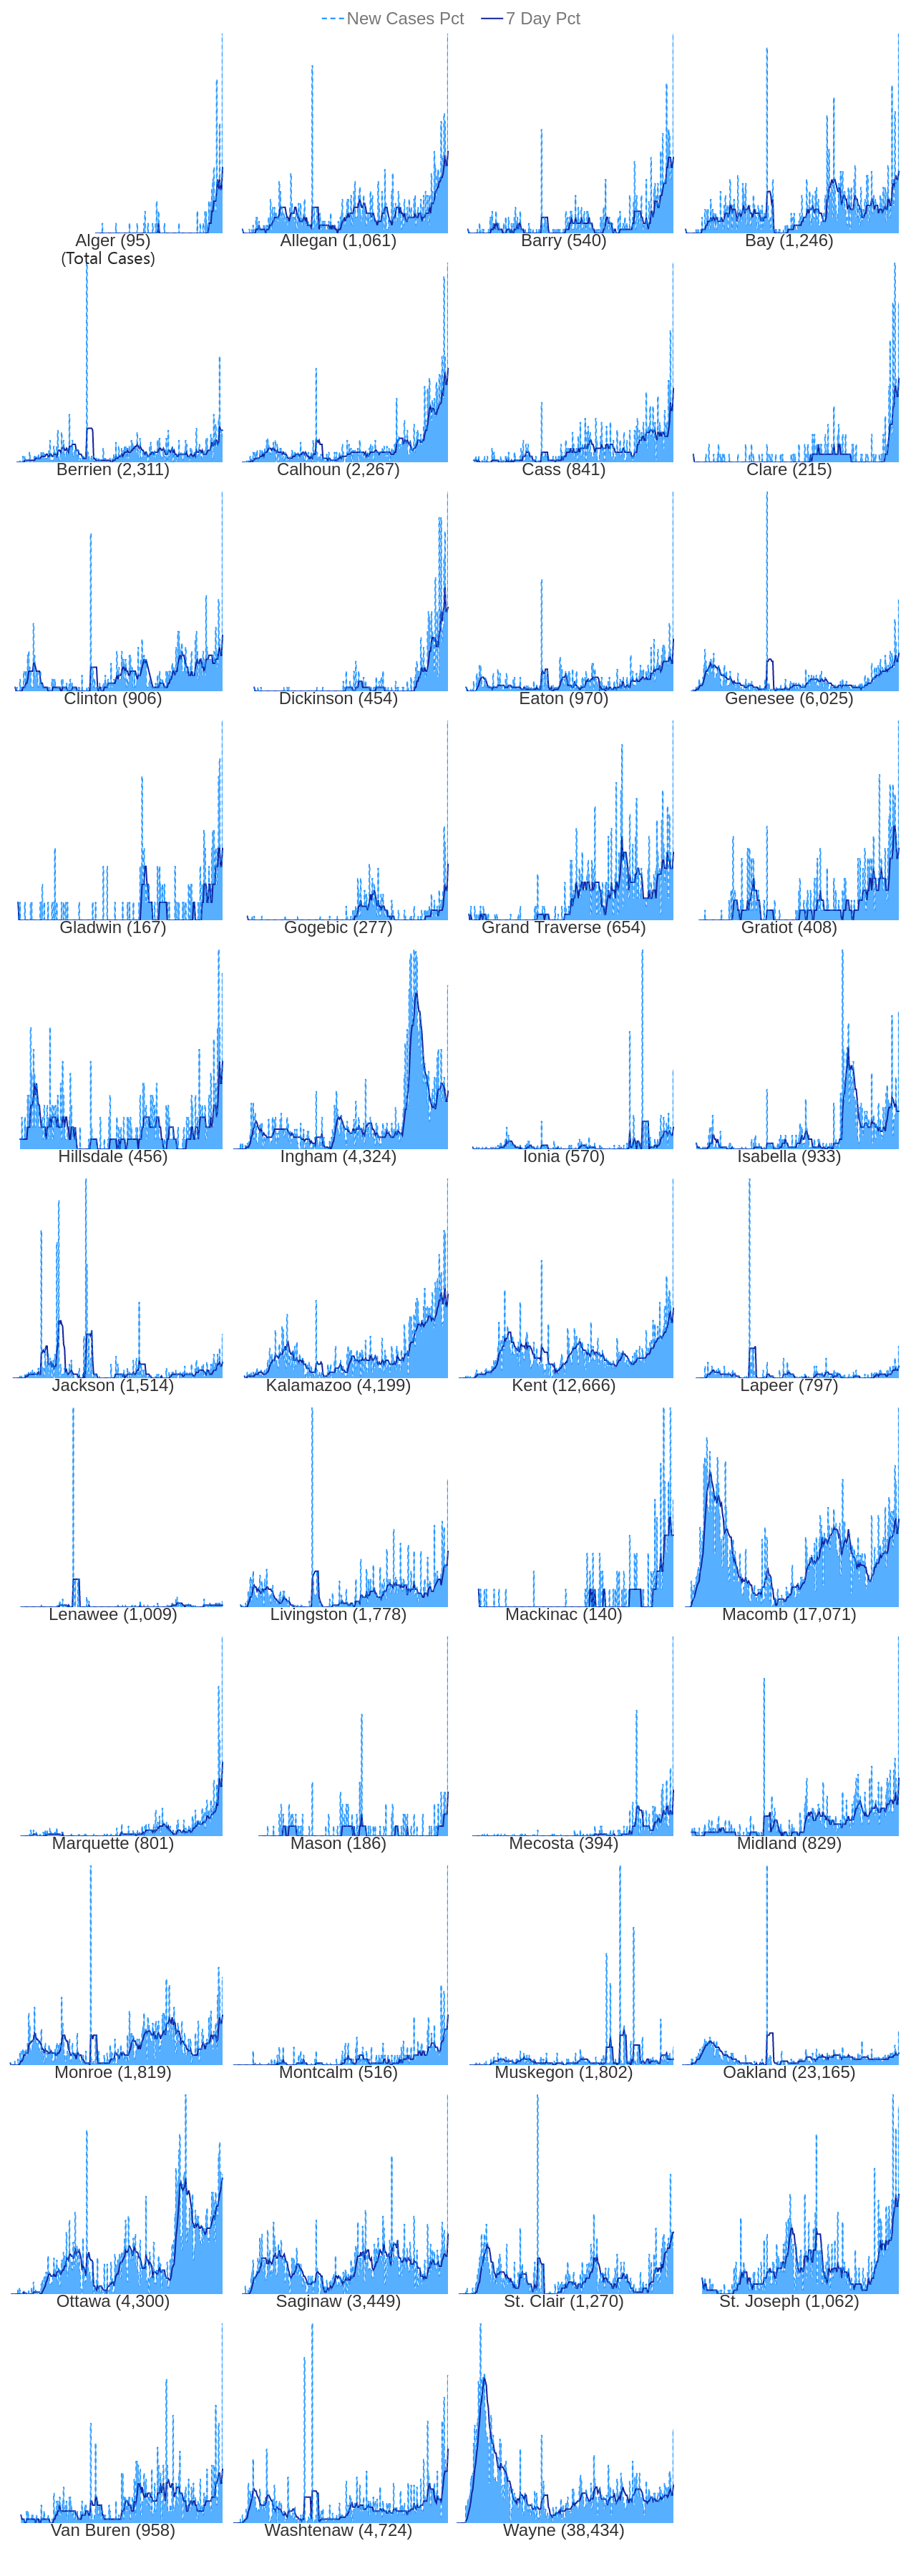 New Cases Pct 7 Day Pct
Alger (95) Allegan (1,061) Barry (540) Bay (1,246)
(Total Cases)
Berrien (2,311) Calhoun (2,267) Cass (841) Clare (215)
Clinton (906) Dickinson (454) Eaton (970) Genesee (6,025)
Gladwin (167) Gogebic (277) Grand Traverse (654) Gratiot (408)
Hillsdale (456) Ingham (4,324) Ionia (570) Isabella (933)
Jackson (1,514) Kalamazoo (4,199) Kent (12,666) Lapeer (797)
Lenawee (1,009) Livingston (1,778) Mackinac (140) Macomb (17,071)
Marquette (801) Mason (186) Mecosta (394) Midland (829)
Monroe (1,819) Montcalm (516) Muskegon (1,802) Oakland (23,165)
Ottawa (4,300) Saginaw (3,449) St. Clair (1,270) St. Joseph (1,062)
Van Buren (958) Washtenaw (4,724) Wayne (38,434)